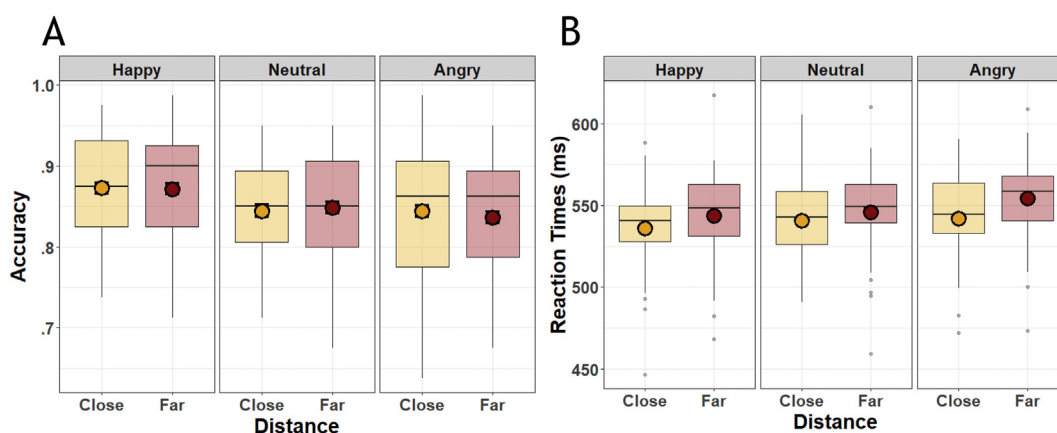 A
Happy Neutral Angry
1.0
.9
.8
.7
Accuracy
Close Far Close Far Close Far
Distance
B
Happy Neutral Angry
600
550
500
450
Reaction Times (ms)
Close Far Close Far Close Far
Distance